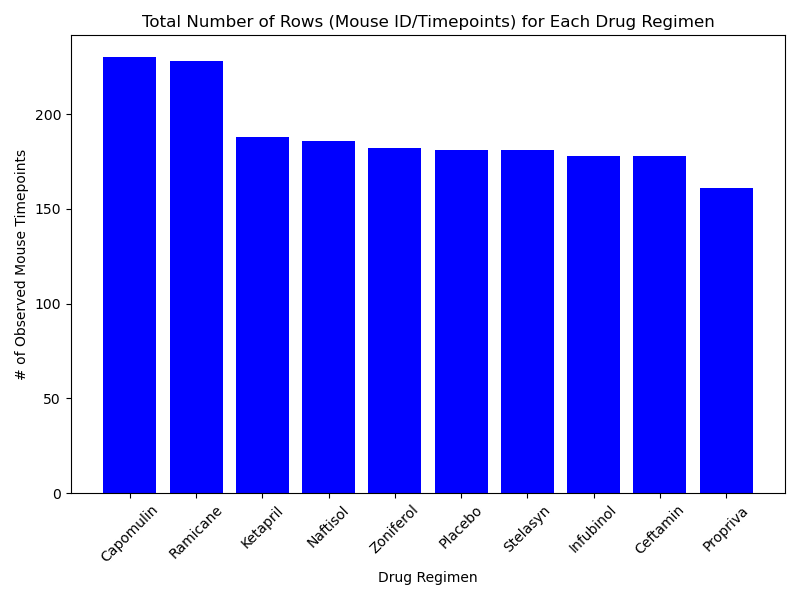 Total Number of Rows (Mouse ID/Timepoints) for Each Drug Regimen
# of Observed Mouse Timepoints
200
150
100
50
0
Capomulin
Ramicane
Ketapril
Naftisol
Zoniferol
Placebo
Stelasyn
Infubinol
Ceftamin
Propriva
Drug Regimen